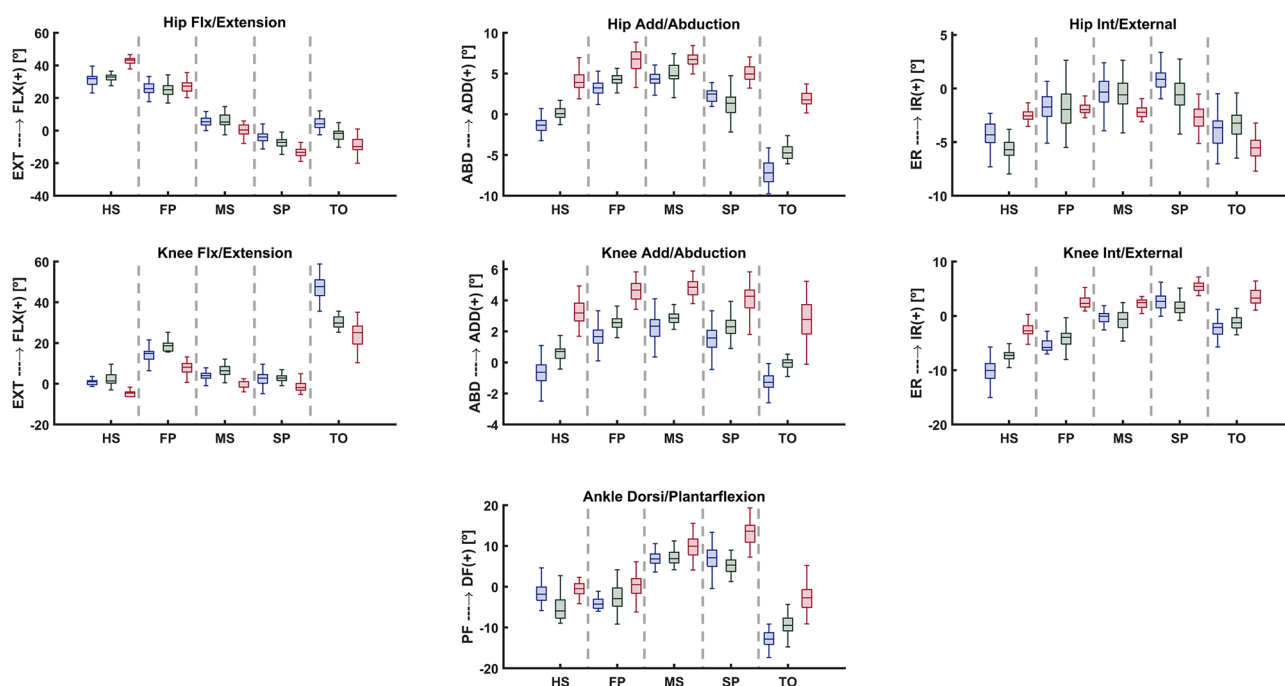 Hip Flx/Extension
EXT ---→ FLX(+) [º]
60
40
20
0
-20
-40
HS FP MS SP TO
Hip Add/Abduction
ABD ---→ ADD(+) [º]
10
5
0
-5
-10
HS FP MS SP TO
Hip Int/External
ER ---→ IR(+) [º]
5
0
-5
-10
HS FP MS SP TO
Knee Flx/Extension
EXT ---→ FLX(+) [º]
60
40
20
0
-20
HS FP MS SP TO
Knee Add/Abduction
ABD ---→ ADD(+) [º]
6
4
2
0
-2
-4
HS FP MS SP TO
Knee Int/External
ER ---→ IR(+) [º]
10
0
-10
-20
HS FP MS SP TO
Ankle Dorsi/Plantarflexion
PF ---→ DF(+) [º]
20
10
0
-10
-20
HS FP MS SP TO